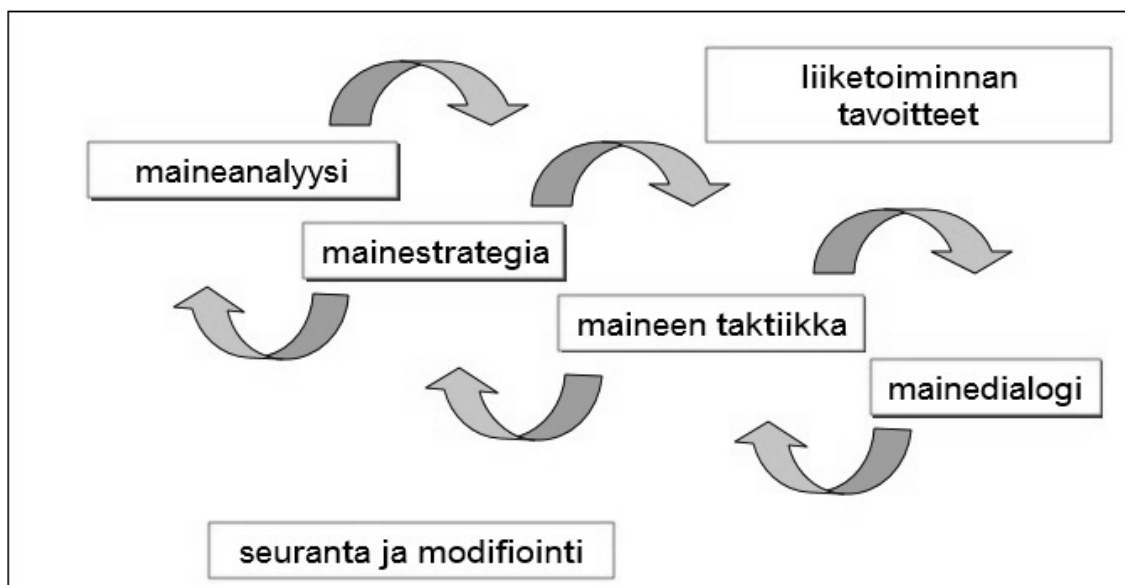 liiketoiminnan
tavoitteet
maineanalyysi
mainestrategia
maineen taktiikka
mainedialogi
seuranta ja modifiointi